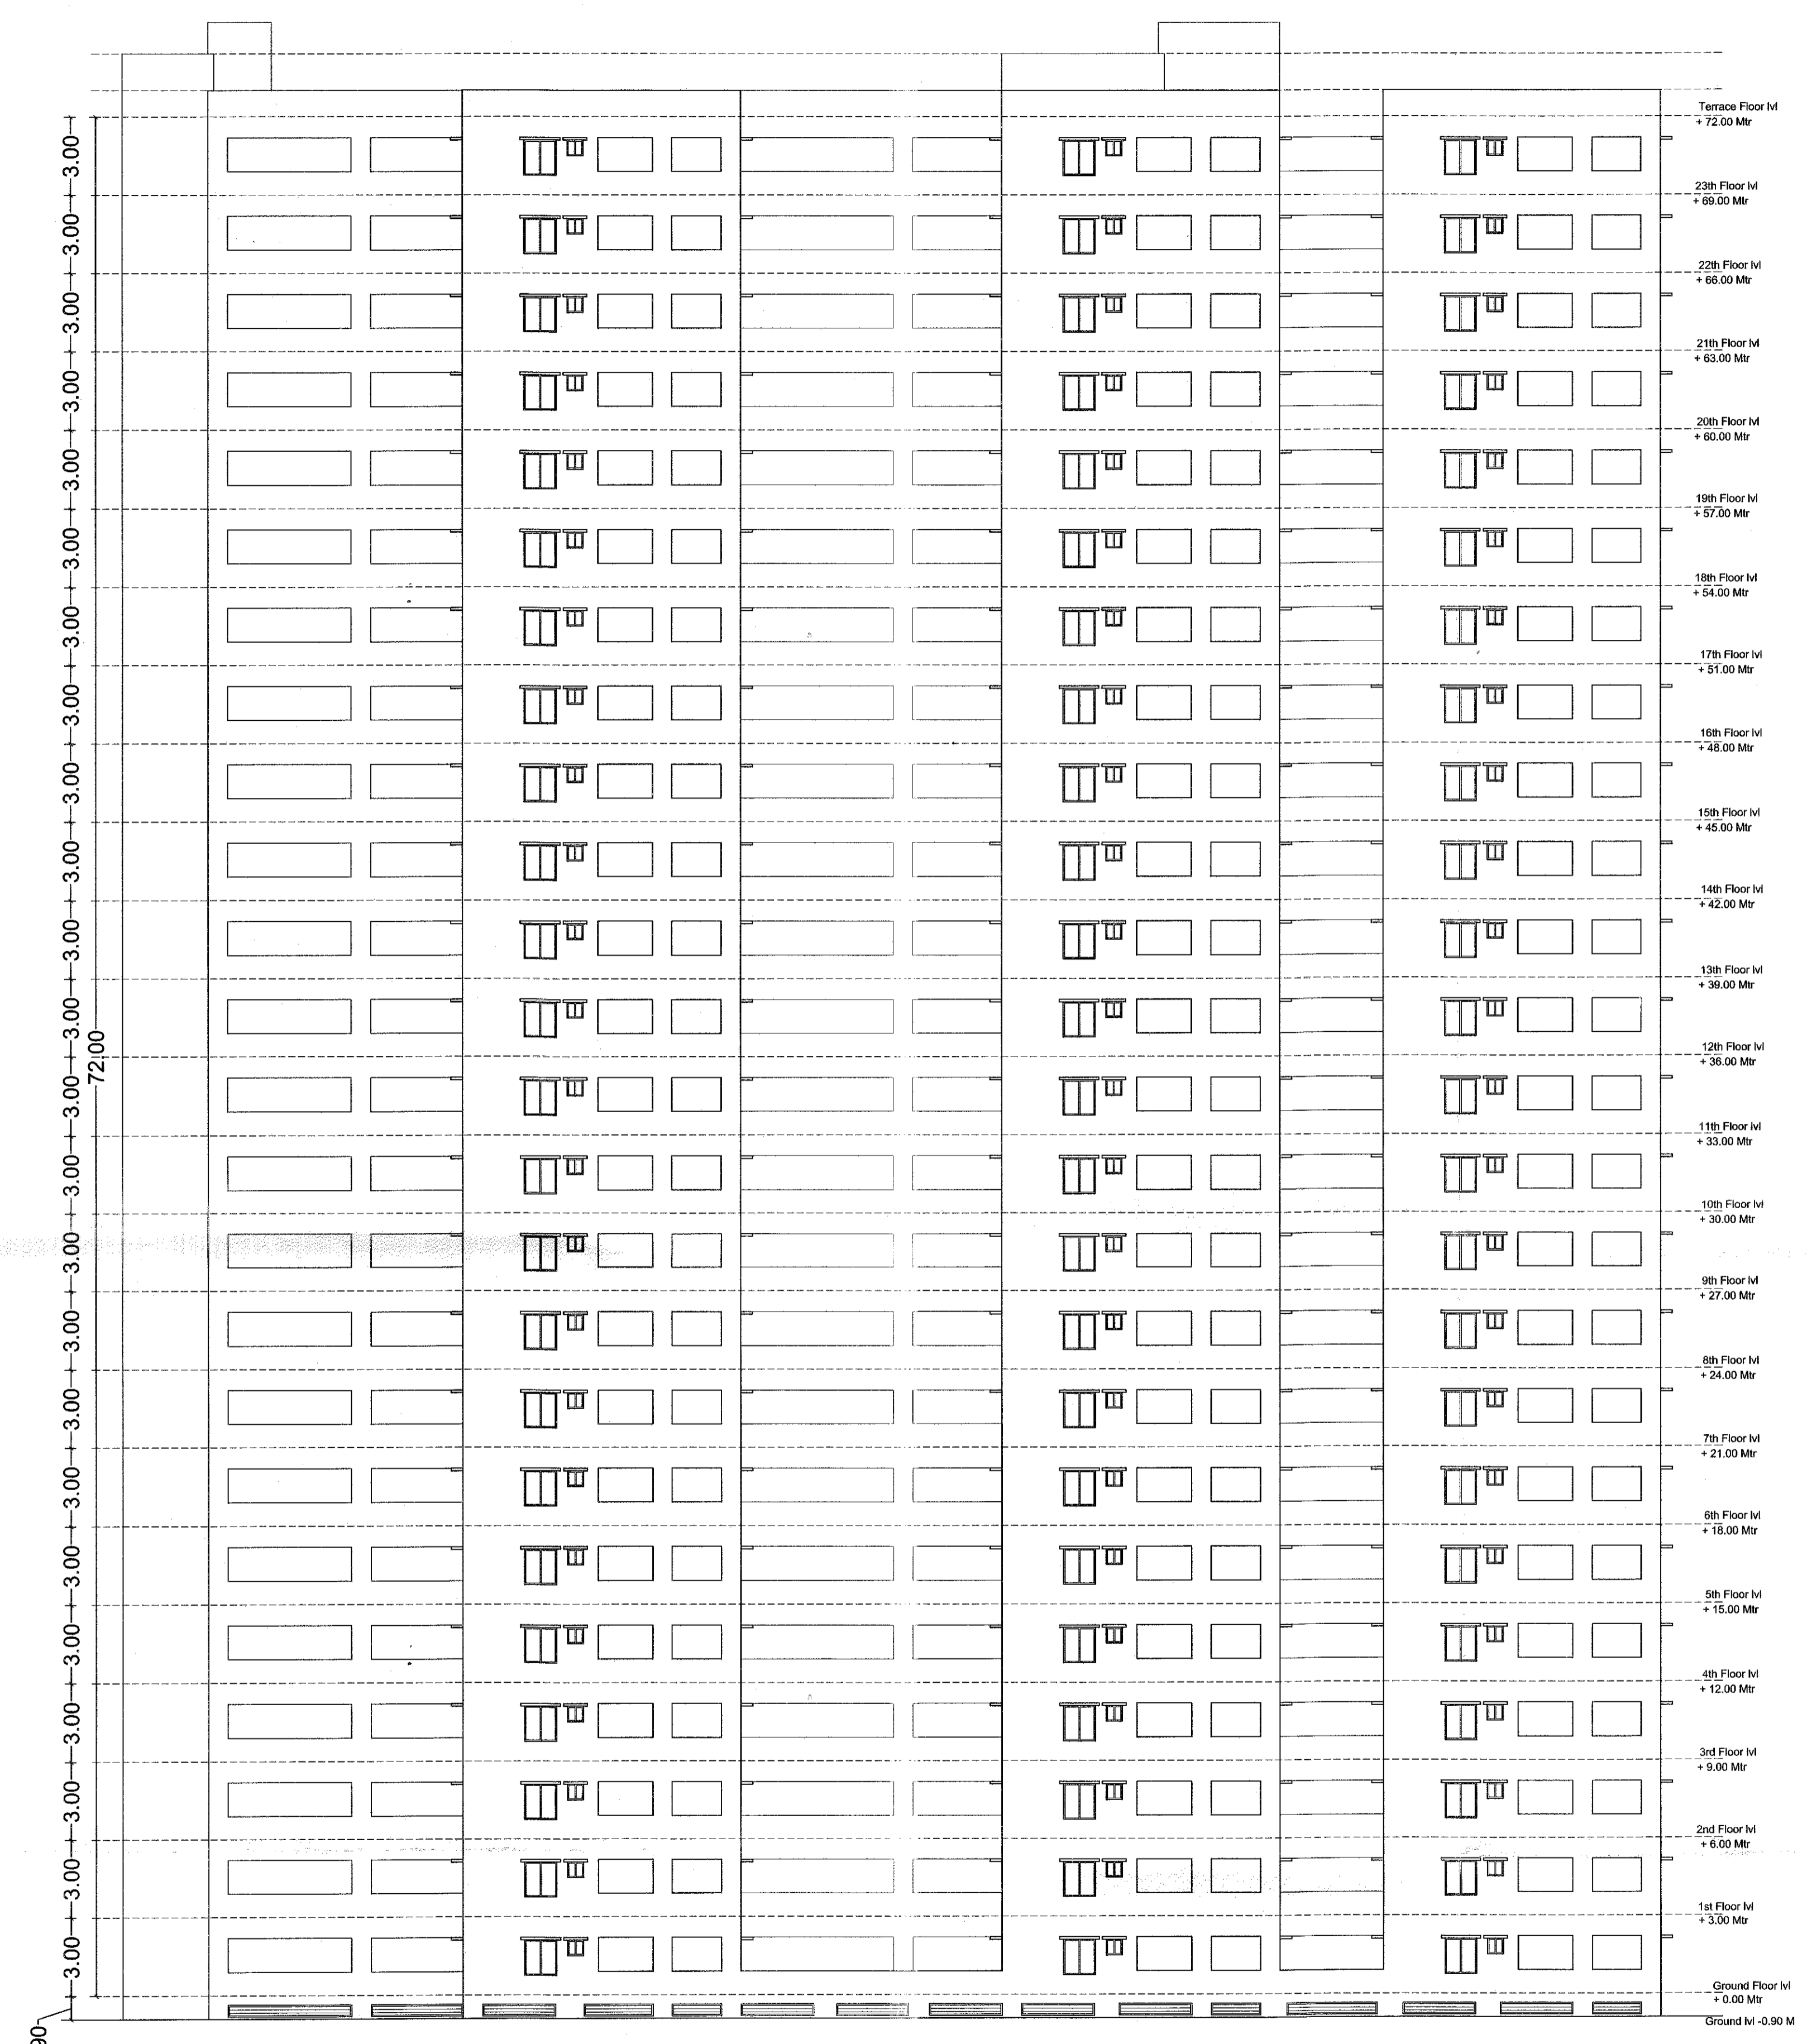 Terrace Floor lvl
+ 72.00 Mtr
3.00
23th Floor lvl
+ 69.00 Mtr
3.00
22th Floor lvl
+ 66.00 Mtr
3.00
21th Floor lvl
+ 63.00 Mtr
3.00
20th Floor lvl
+ 60.00 Mtr
3.00
19th Floor lvl
+ 57.00 Mtr
3.00
18th Floor lvl
+ 54.00 Mtr
3.00
17th Floor lvl
+ 51.00 Mtr
3.00
16th Floor lvl
+ 48.00 Mtr
3.00
15th Floor lvl
+ 45.00 Mtr
3.00
14th Floor lvl
+ 42.00 Mtr
3.00
13th Floor lvl
+ 39.00 Mtr
3.00
72.00
12th Floor lvl
+ 36.00 Mtr
3.00
11th Floor lvl
+ 33.00 Mtr
3.00
10th Floor lvl
+ 30.00 Mtr
3.00
9th Floor lvl
+ 27.00 Mtr
3.00
8th Floor lvl
+ 24.00 Mtr
3.00
7th Floor lvl
+ 21.00 Mtr
3.00
6th Floor lvl
+ 18.00 Mtr
3.00
5th Floor lvl
+ 15.00 Mtr
3.00
4th Floor lvl
+ 12.00 Mtr
3.00
3rd Floor lvl
+ 9.00 Mtr
3.00
2nd Floor lvl
+ 6.00 Mtr
3.00
1st Floor lvl
+ 3.00 Mtr
3.00
Ground Floor lvl
+ 0.00 Mtr
Ground lvl -0.90 M